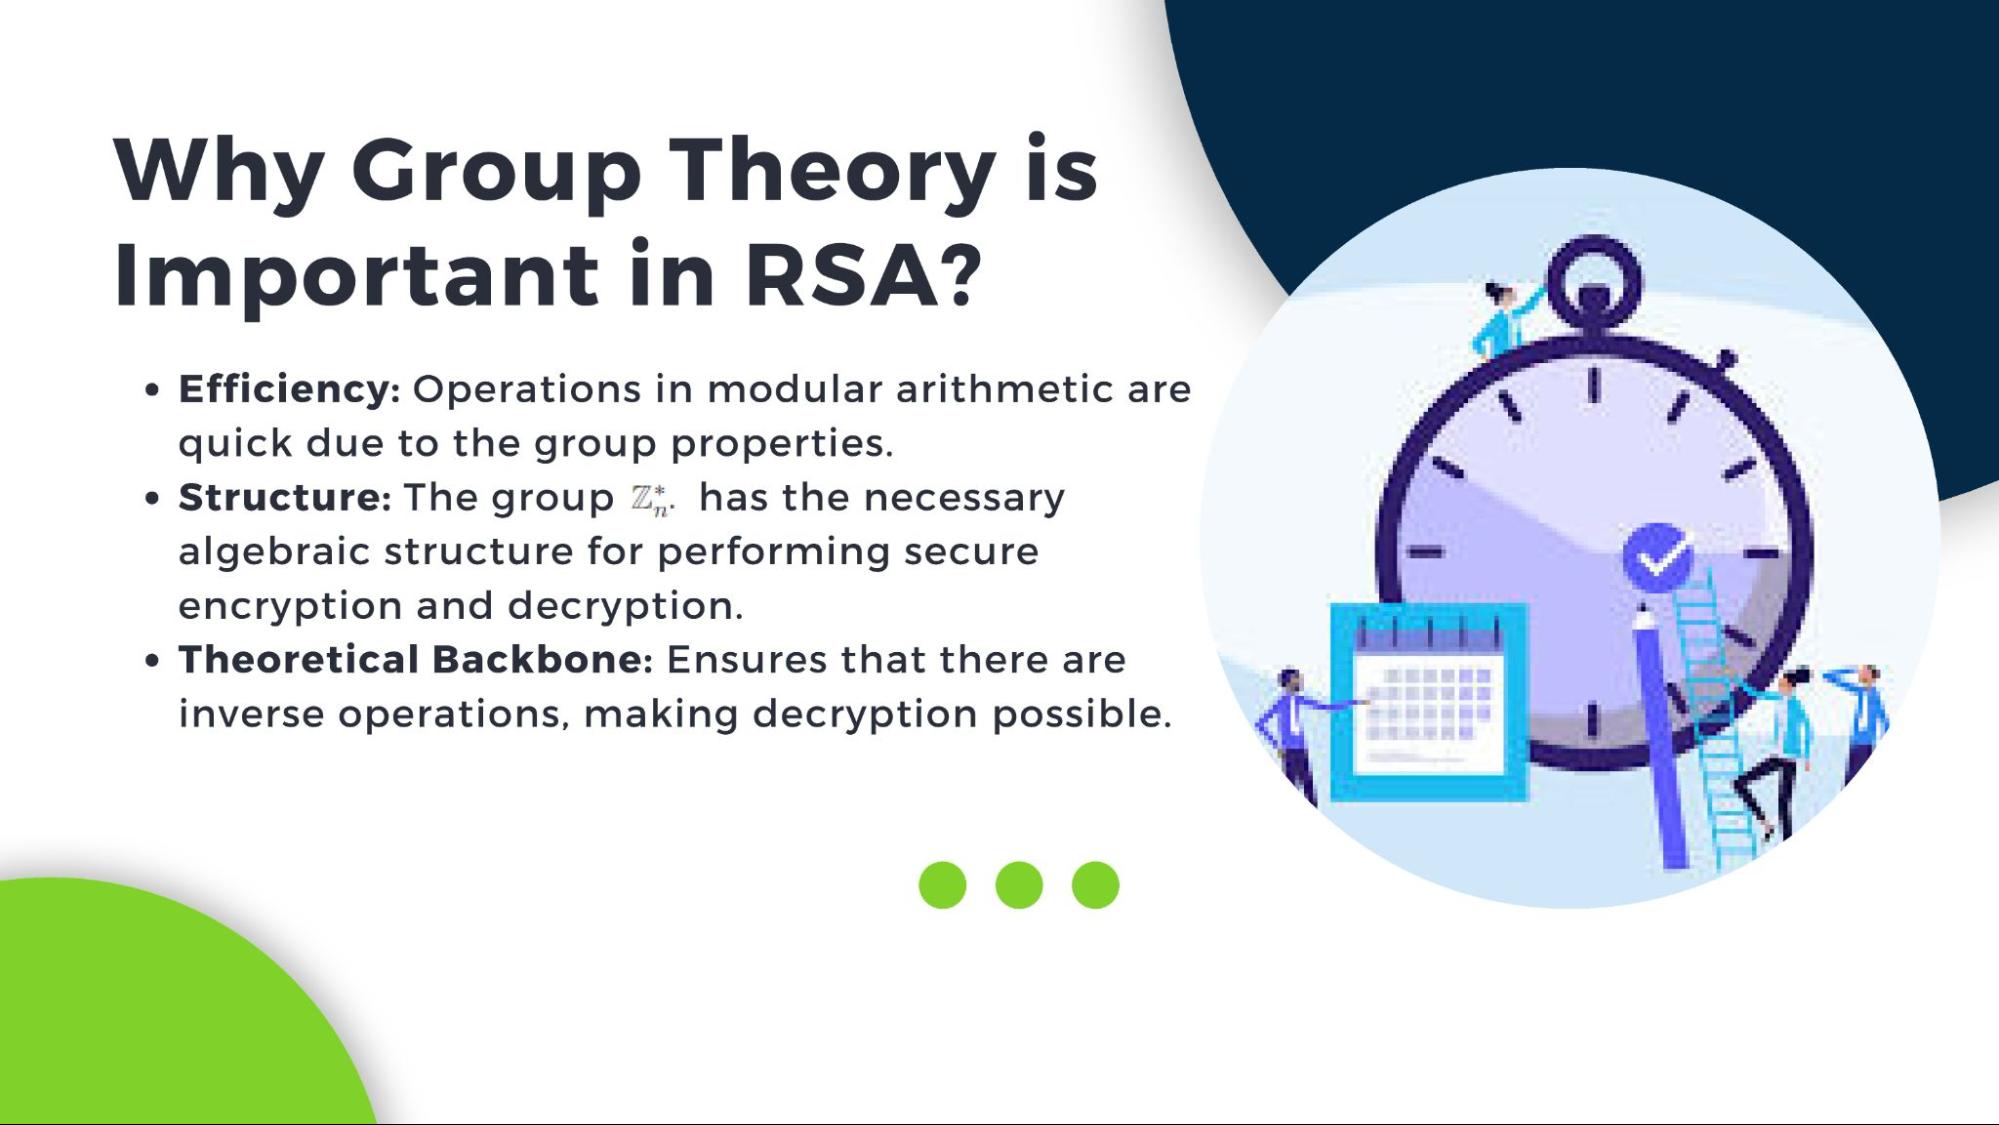 Why Group Theory is
Important in RSA?
• Efficiency: Operations in modular arithmetic are
quick due to the group properties.
• Structure: The group ℤₙ* has the necessary
algebraic structure for performing secure
encryption and decryption.
• Theoretical Backbone: Ensures that there are
inverse operations, making decryption possible.